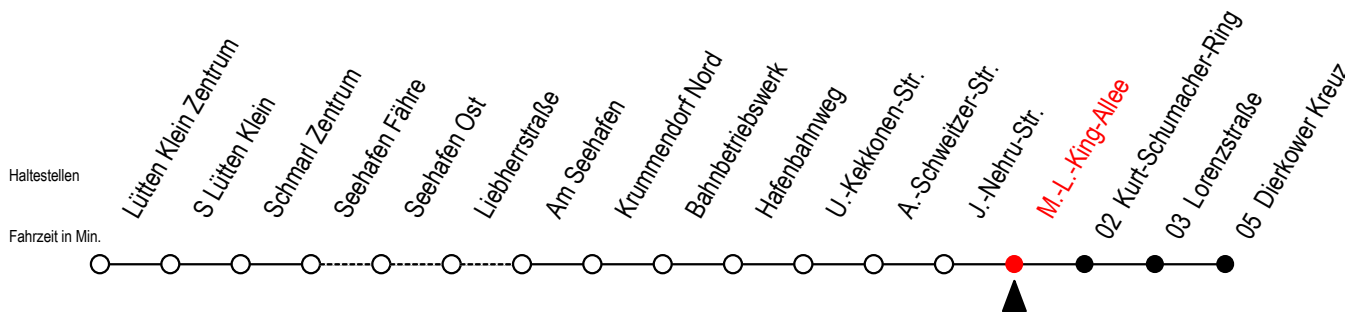 Haltestellen
Fahrzeit in Min.
Lütten Klein Zentrum
S Lütten Klein
Schmarl Zentrum
Seehafen Fähre
Seehafen Ost
Liebherrstraße
Am Seehafen
Krummendorf Nord
Bahnbetriebswerk
Hafenbahnweg
U.-Kekkonen-Str.
A.-Schweitzer-Str.
J.-Nehru-Str.
M.-L.-King-Allee
02 Kurt-Schumacher-Ring
03 Lorenzstraße
05 Dierkower Kreuz